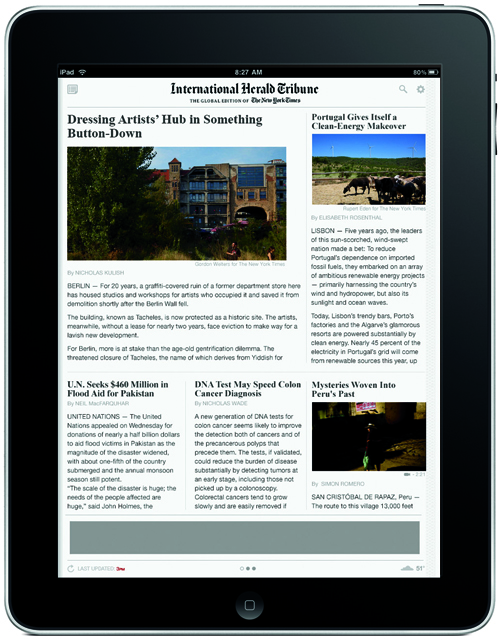 iPad
8:27 AM
80%
International Herald Tribune
THE GLOBAL EDITION OF The New York Times
Dressing Artists' Hub in Something
Button-Down
Gordon Welters for The New York Times
By NICHOLAS KULISH
BERLIN — For 20 years, a graffiti-covered ruin of a former department store here
has housed studios and workshops for artists who occupied it and saved it from
demolition shortly after the Berlin Wall fell.
The building, known as Tacheles, is now protected as a historic site. The artists,
meanwhile, without a lease for nearly two years, face eviction to make way for a
lavish new development.
For Berlin, more is at stake than the age-old gentrification dilemma. The
threatened closure of Tacheles, the name of which derives from Yiddish for
Portugal Gives Itself a
Clean-Energy Makeover
Rupert Eden for The New York Times
By ELISABETH ROSENTHAL
LISBON — Five years ago, the leaders
of this sun-scorched, wind-swept
nation made a bet: To reduce
Portugal's dependence on imported
fossil fuels, they embarked on an array
of ambitious renewable energy projects
— primarily harnessing the country's
wind and hydropower, but also its
sunlight and ocean waves.
Today, Lisbon's trendy bars, Porto's
factories and the Algarve's glamorous
resorts are powered substantially by
clean energy. Nearly 45 percent of the
electricity in Portugal's grid will come
from renewable sources this year, up
U.N. Seeks $460 Million in
Flood Aid for Pakistan
By NEIL MacFARQUHAR
UNITED NATIONS — The United
Nations appealed on Wednesday for
donations of nearly a half billion dollars
to aid flooding victims in Pakistan as the
magnitude of the disaster widened,
with about one-fifth of the country
submerged and the annual monsoon
season still potent.
"The scale of the disaster is huge; the
needs of the people affected are
huge," said John Holmes, the
DNA Test May Speed Colon
Cancer Diagnosis
By NICHOLAS WADE
A new generation of DNA tests for
colon cancer seems likely to improve
the detection both of cancers and of
the precancerous polyps that
precede them. The tests, if validated,
could reduce the burden of disease
substantially by detecting tumors at
an early stage, including those not
picked up by a colonoscopy.
Colorectal cancers tend to grow
slowly and are easily removed if
Mysteries Woven Into
Peru's Past
2:21
By SIMON ROMERO
SAN CRISTÓBAL DE RAPAZ, Peru —
The route to this village 13,000 feet
LAST UPDATED
51°